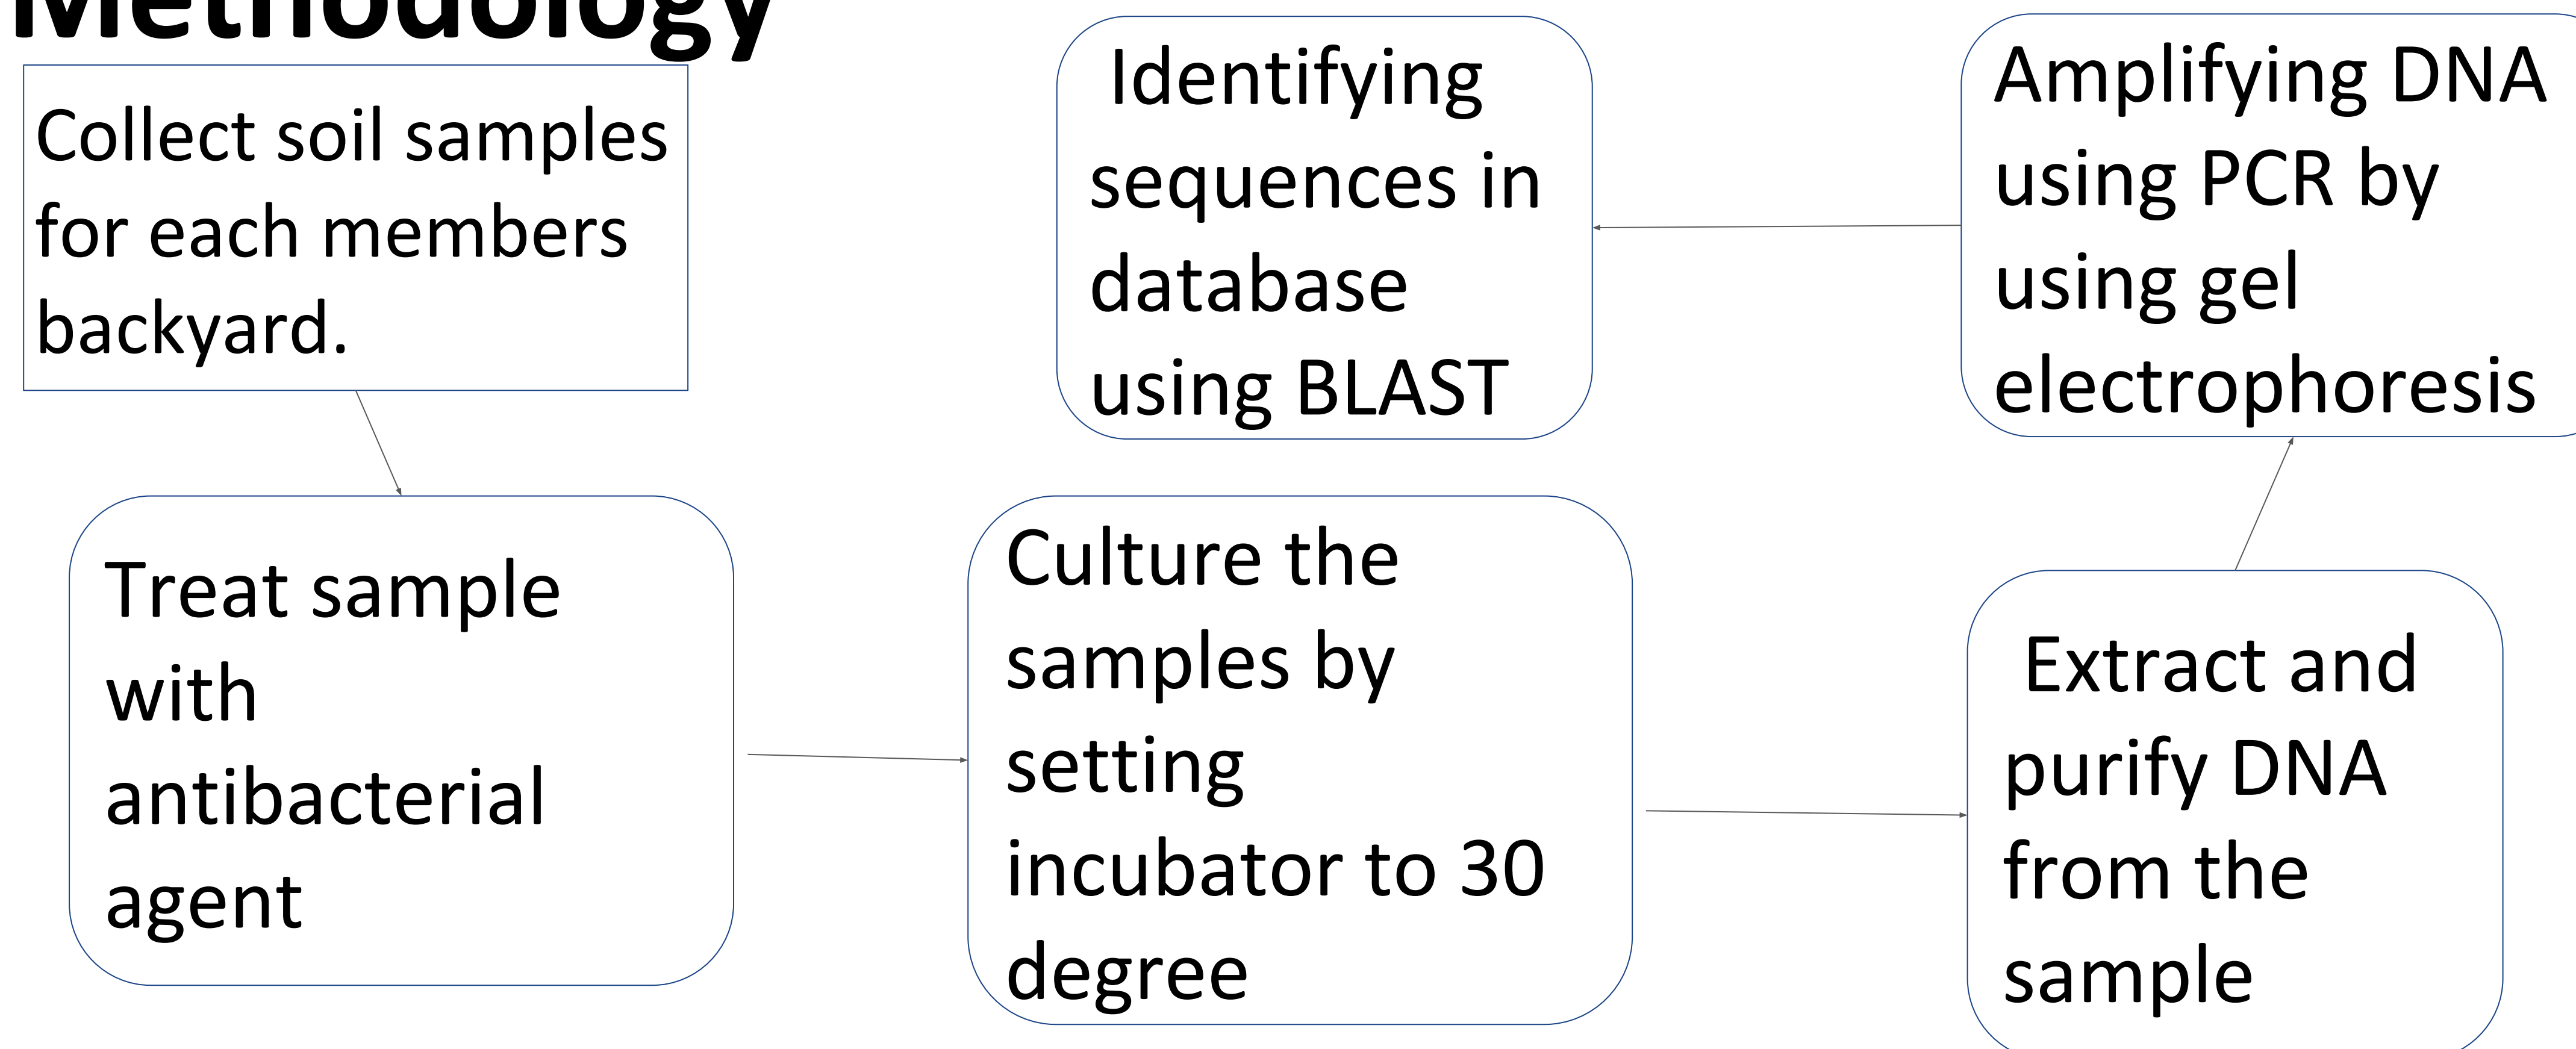 Methodology
Collect soil samples
for each members
backyard.
Treat sample
with
antibacterial
agent
Culture the
samples by
setting
incubator to 30
degree
Extract and
purify DNA
from the
sample
Amplifying DNA
using PCR by
using gel
electrophoresis
Identifying
sequences in
database
using BLAST